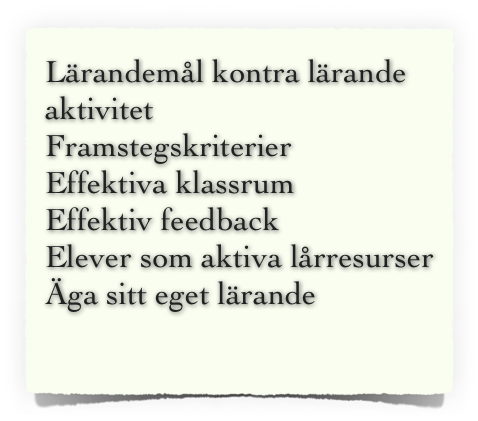 Lärandemål kontra lärande
aktivitet
Framstegskriterier
Effektiva klassrum
Effektiv feedback
Elever som aktiva lårresurser
Äga sitt eget lärande